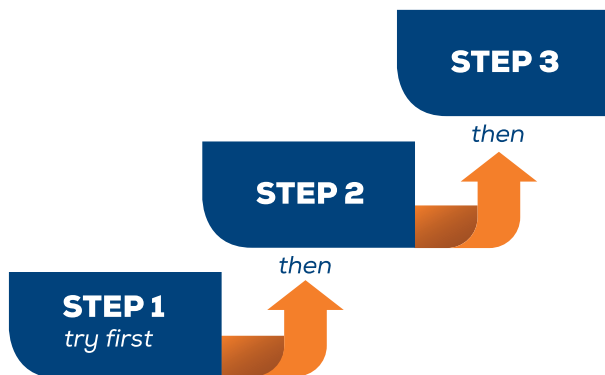 STEP 3
then
STEP 2
then
STEP 1
try first